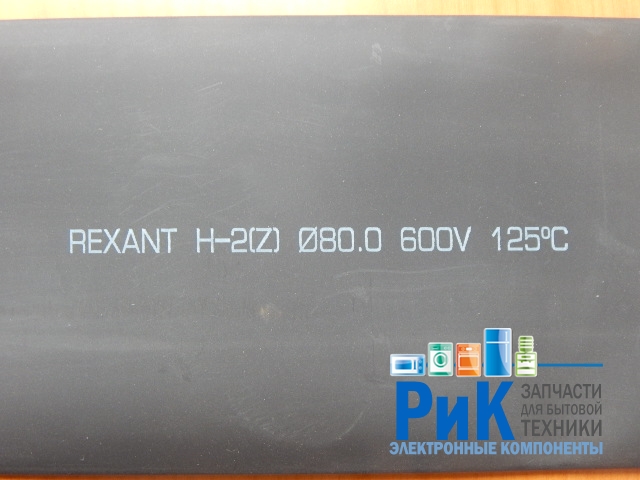 REXANT H-2(Z) Ø80.0 600V 125ºC
РиК
ЗАПЧАСТИ
ДЛЯ БЫТОВОЙ
ТЕХНИКИ
ЭЛЕКТРОННЫЕ КОМПОНЕНТЫ